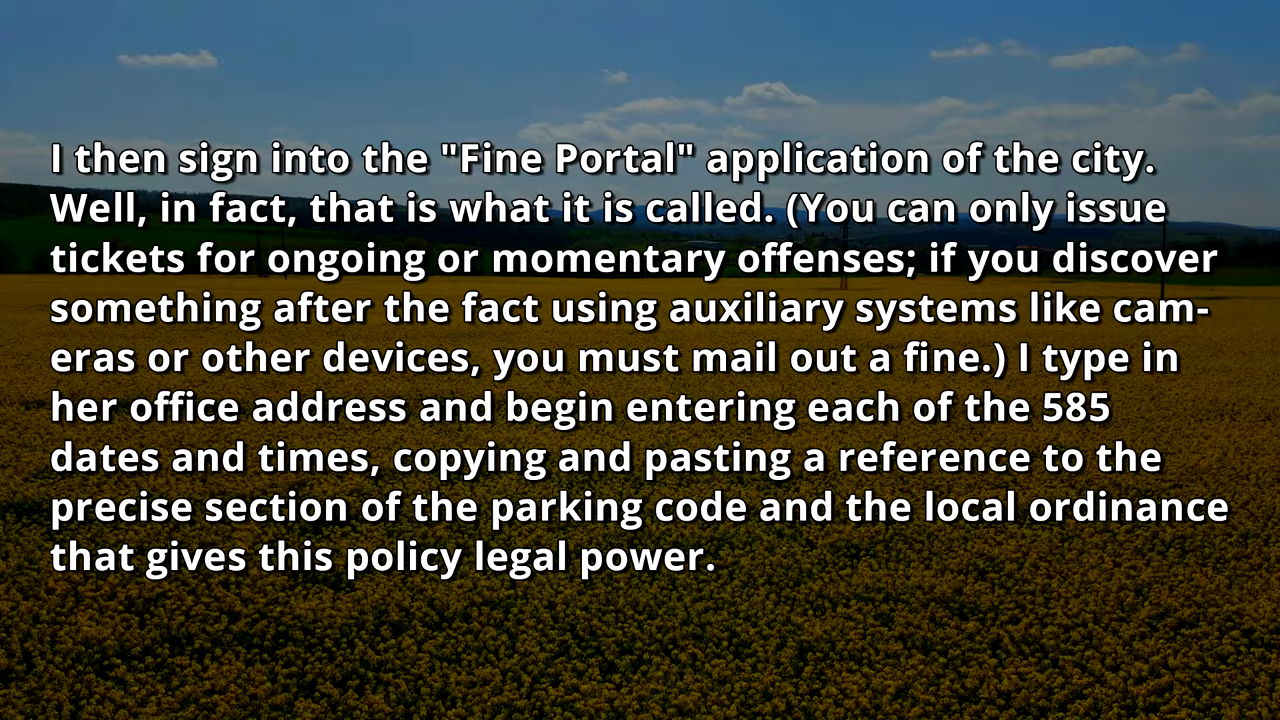 I then sign into the "Fine Portal" application of the city.
Well, in fact, that is what it is called. (You can only issue
tickets for ongoing or momentary offenses; if you discover
something after the fact using auxiliary systems like cam-
eras or other devices, you must mail out a fine.) I type in
her office address and begin entering each of the 585
dates and times, copying and pasting a reference to the
precise section of the parking code and the local ordinance
that gives this policy legal power.